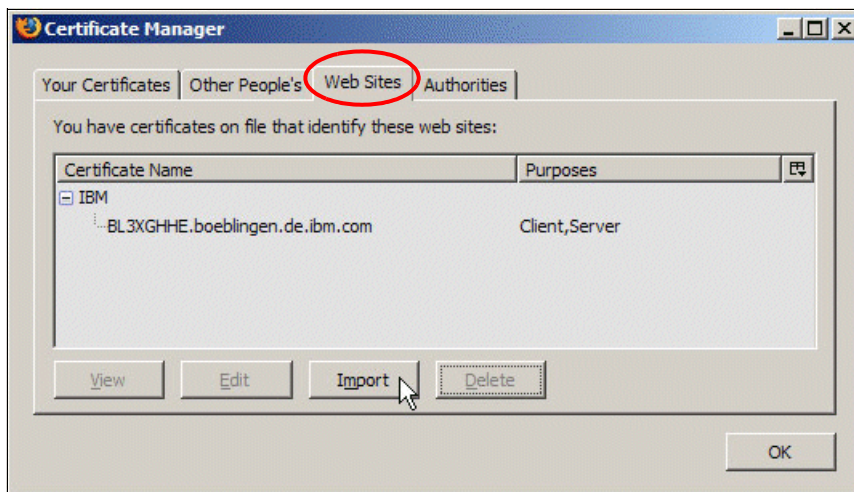 Certificate Manager
Your Certificates Other People's Web Sites Authorities
You have certificates on file that identify these web sites:
Certificate Name Purposes
IBM
BL3XGHHE.boeblingen.de.ibm.com Client,Server
View Edit Import Delete
OK